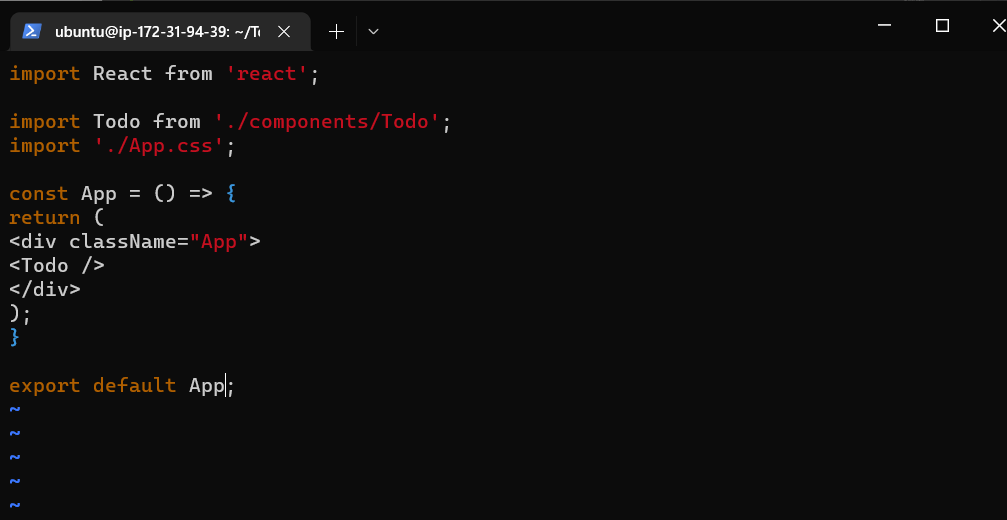 ubuntu@ip-172-31-94-39: ~/T
import React from 'react';
import Todo from './components/Todo';
import './App.css';
const App = () => {
return (
<div className="App">
<Todo />
</div>
);
}
export default App;
~
~
~
~
~